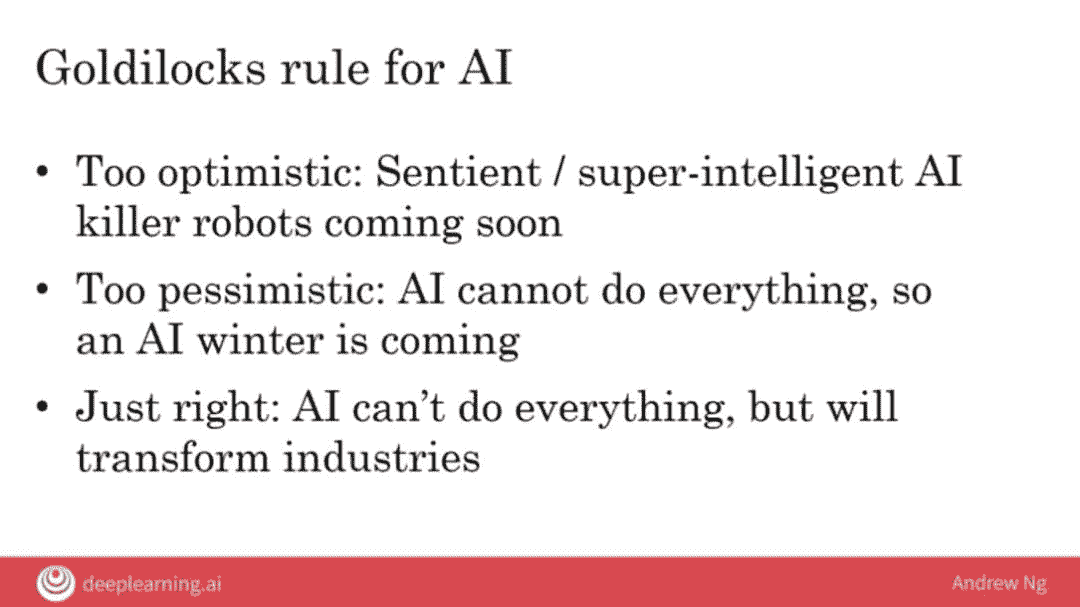 Goldilocks rule for AI
• Too optimistic: Sentient / super-intelligent AI
killer robots coming soon
• Too pessimistic: AI cannot do everything, so
an AI winter is coming
• Just right: AI can’t do everything, but will
transform industries
deeplearning.ai
Andrew Ng